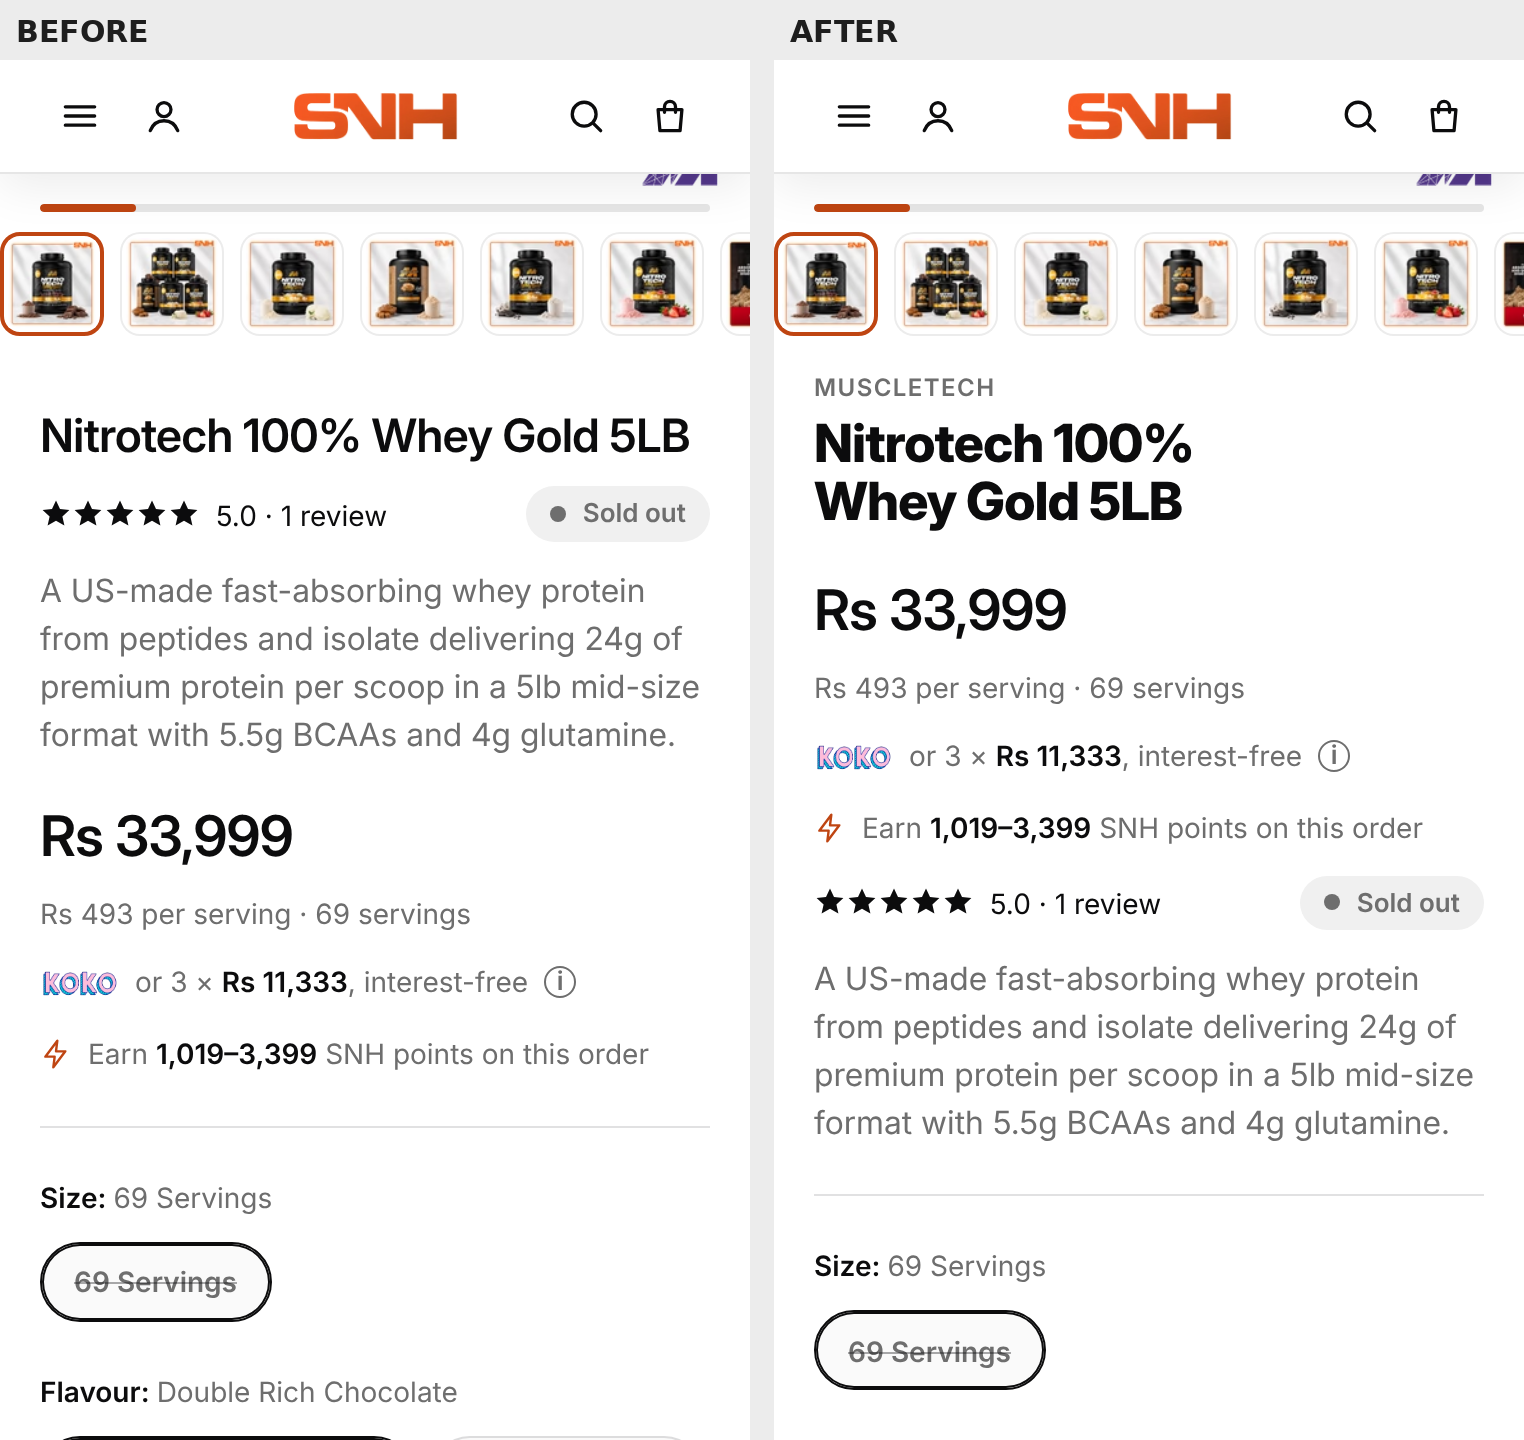 BEFORE
SNH
Nitrotech 100% Whey Gold 5LB
★★★★★ 5.0 · 1 review
Sold out
A US-made fast-absorbing whey protein
from peptides and isolate delivering 24g of
premium protein per scoop in a 5lb mid-size
format with 5.5g BCAAs and 4g glutamine.
Rs 33,999
Rs 493 per serving · 69 servings
KOKO or 3 × Rs 11,333, interest-free ⓘ
Earn 1,019–3,399 SNH points on this order
Size: 69 Servings
69 Servings
Flavour: Double Rich Chocolate
AFTER
SNH
MUSCLETECH
Nitrotech 100%
Whey Gold 5LB
Rs 33,999
Rs 493 per serving · 69 servings
KOKO or 3 × Rs 11,333, interest-free ⓘ
Earn 1,019–3,399 SNH points on this order
★★★★★ 5.0 · 1 review
Sold out
A US-made fast-absorbing whey protein
from peptides and isolate delivering 24g of
premium protein per scoop in a 5lb mid-size
format with 5.5g BCAAs and 4g glutamine.
Size: 69 Servings
69 Servings